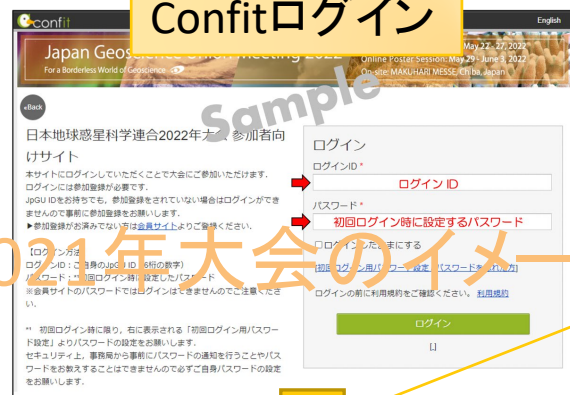 Confitログイン
confit
English
Japan Geoscience Union Meeting 2022
For a Borderless World of Geoscience
May 22 - 27, 2022
Online Poster Session: May 29 - June 3, 2022
On-site: MAKUHARI MESSE, Chiba, Japan
Sample
«Back
日本地球惑星科学連合2022年大会 参加者向
けサイト
本サイトにログインしていただくことで大会にご参加いただけます.
ログインには参加登録が必要です.
JpGU IDをお持ちでも, 参加登録をされていない場合はログインができ
ませんので事前に参加登録をお願いします.
▶参加登録がお済みでない方は会員サイトよりご登録ください.
【ログイン方法】
ログインID:ご自身のJpGU ID（6桁の数字）
パスワード:**初回ログイン時に設定したパスワード
※会員サイトのパスワードではログインはできませんのでご注意くださ
い.
** 初回ログイン時に限り, 右に表示される「初回ログイン用パスワー
ド設定」よりパスワードの設定をお願いします.
セキュリティ上, 事務局から事前にパスワードの通知を行うことやパス
ワードをお教えすることはできませんので必ずご自身パスワードの設定
をお願いします.
ログイン
ログインID *
ログイン ID
パスワード *
初回ログイン時に設定するパスワード
ログインしたままにする
[初回ログイン用パスワード設定 / パスワードを忘れた方]
ログインの前に利用規約をご確認ください. 利用規約
ログイン
[.]
021年大会のイメー